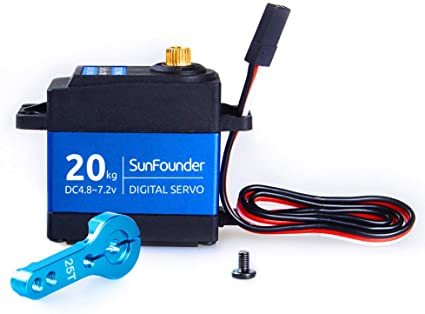 20kg
SunFounder
DC4.8~7.2v
DIGITAL SERVO
25T